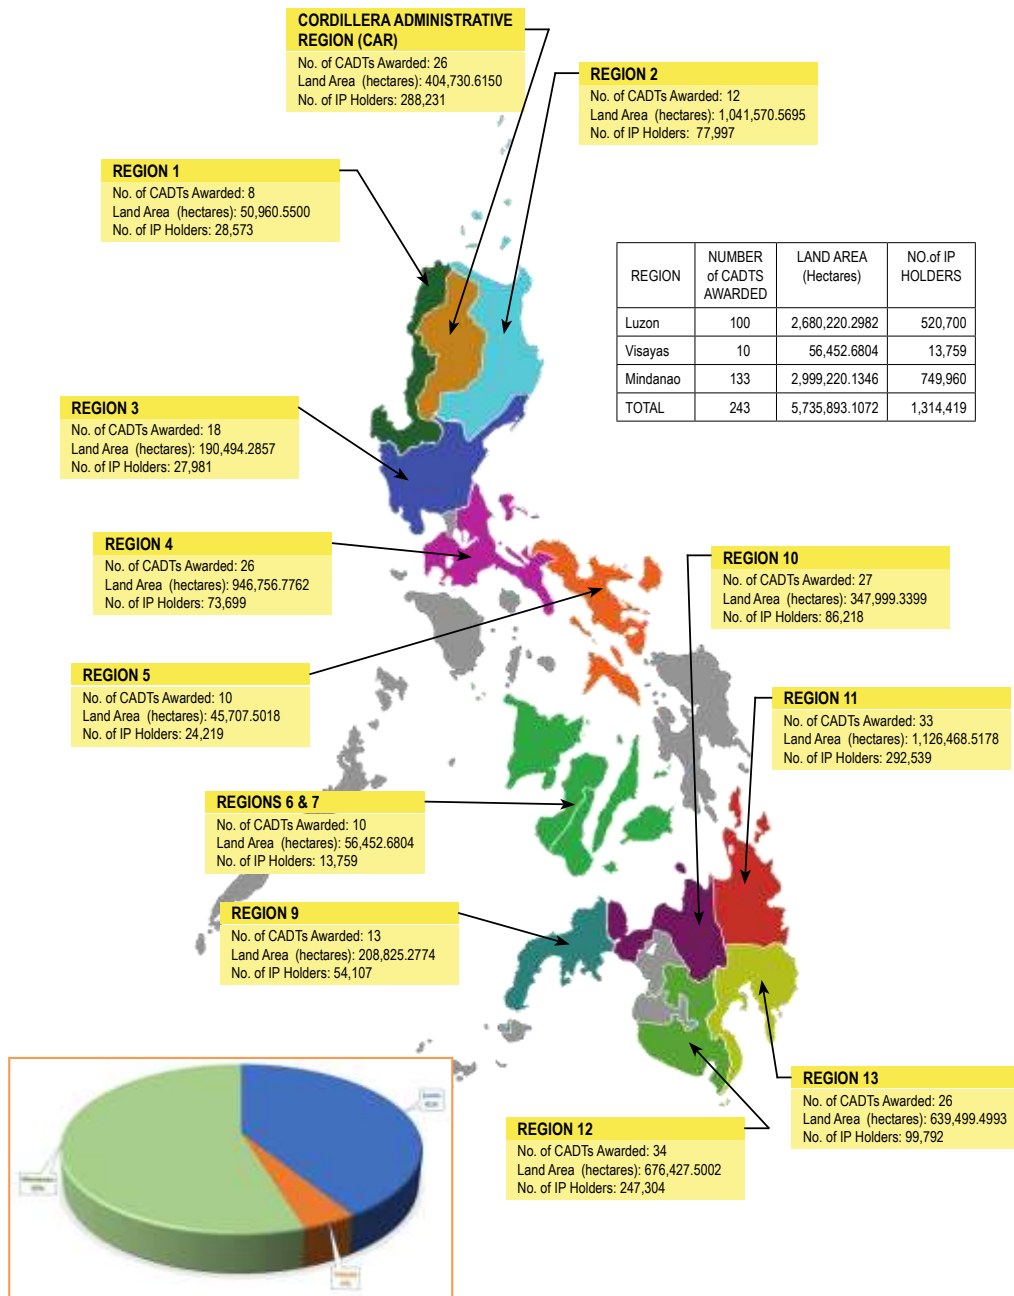 CORDILLERA ADMINISTRATIVE
REGION (CAR)
No. of CADTs Awarded: 26
Land Area (hectares): 404,730.6150
No. of IP Holders: 288,231
REGION 2
No. of CADTs Awarded: 12
Land Area (hectares): 1,041,570.5695
No. of IP Holders: 77,997
REGION 1
No. of CADTs Awarded: 8
Land Area (hectares): 50,960.5500
No. of IP Holders: 28,573
REGION NUMBER of CADTS AWARDED LAND AREA (Hectares) NO.of IP HOLDERS
Luzon 100 2,680,220.2982 520,700
Visayas 10 56,452.6804 13,759
Mindanao 133 2,999,220.1346 749,960
TOTAL 243 5,735,893.1072 1,314,419
REGION 3
No. of CADTs Awarded: 18
Land Area (hectares): 190,494.2857
No. of IP Holders: 27,981
REGION 4
No. of CADTs Awarded: 26
Land Area (hectares): 946,756.7762
No. of IP Holders: 73,699
REGION 10
No. of CADTs Awarded: 27
Land Area (hectares): 347,999.3399
No. of IP Holders: 86,218
REGION 5
No. of CADTs Awarded: 10
Land Area (hectares): 45,707.5018
No. of IP Holders: 24,219
REGION 11
No. of CADTs Awarded: 33
Land Area (hectares): 1,126,468.5178
No. of IP Holders: 292,539
REGIONS 6 & 7
No. of CADTs Awarded: 10
Land Area (hectares): 56,452.6804
No. of IP Holders: 13,759
REGION 9
No. of CADTs Awarded: 13
Land Area (hectares): 208,825.2774
No. of IP Holders: 54,107
REGION 13
No. of CADTs Awarded: 26
Land Area (hectares): 639,499.4993
No. of IP Holders: 99,792
REGION 12
No. of CADTs Awarded: 34
Land Area (hectares): 676,427.5002
No. of IP Holders: 247,304